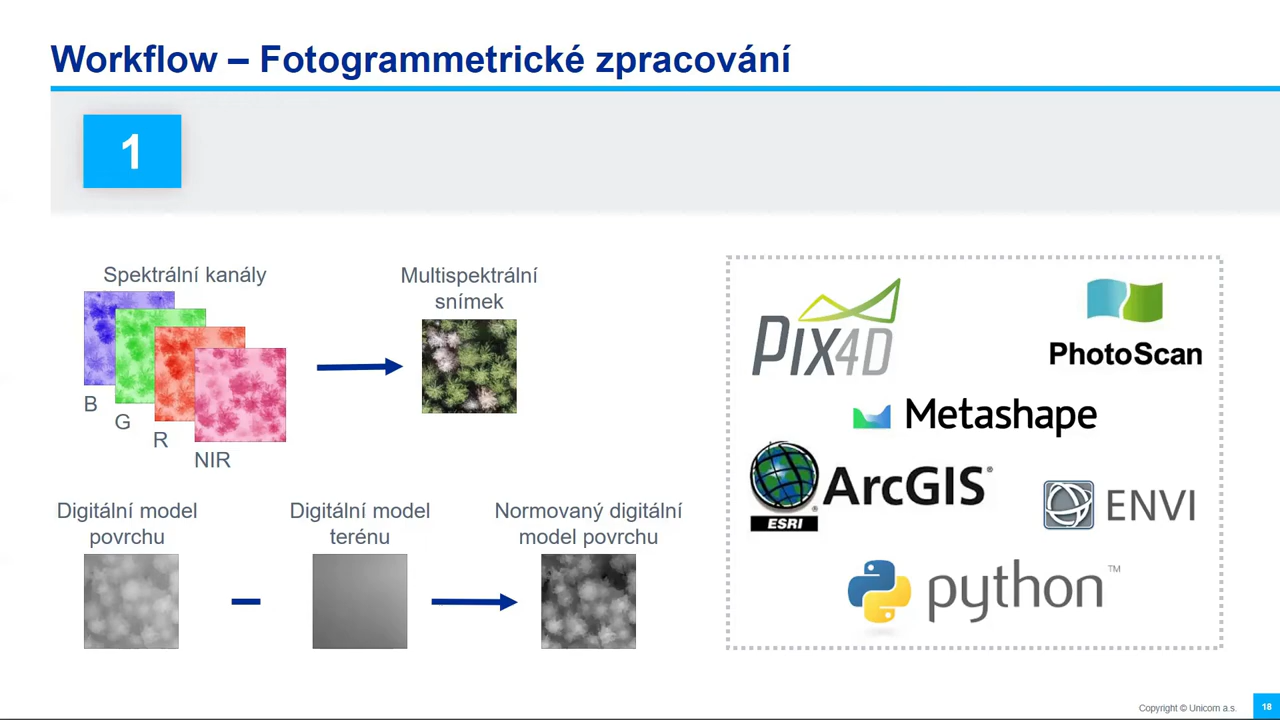 Workflow – Fotogrammetrické zpracování
1
Spektrální kanály
B
G
R
NIR
Multispektrální
snímek
Digitální model
povrchu
Digitální model
terénu
Normovaný digitální
model povrchu
PIX4D
PhotoScan
Metashape
ArcGIS®
ESRI
®
ENVI
python™
Copyright © Unicorn a.s.
18